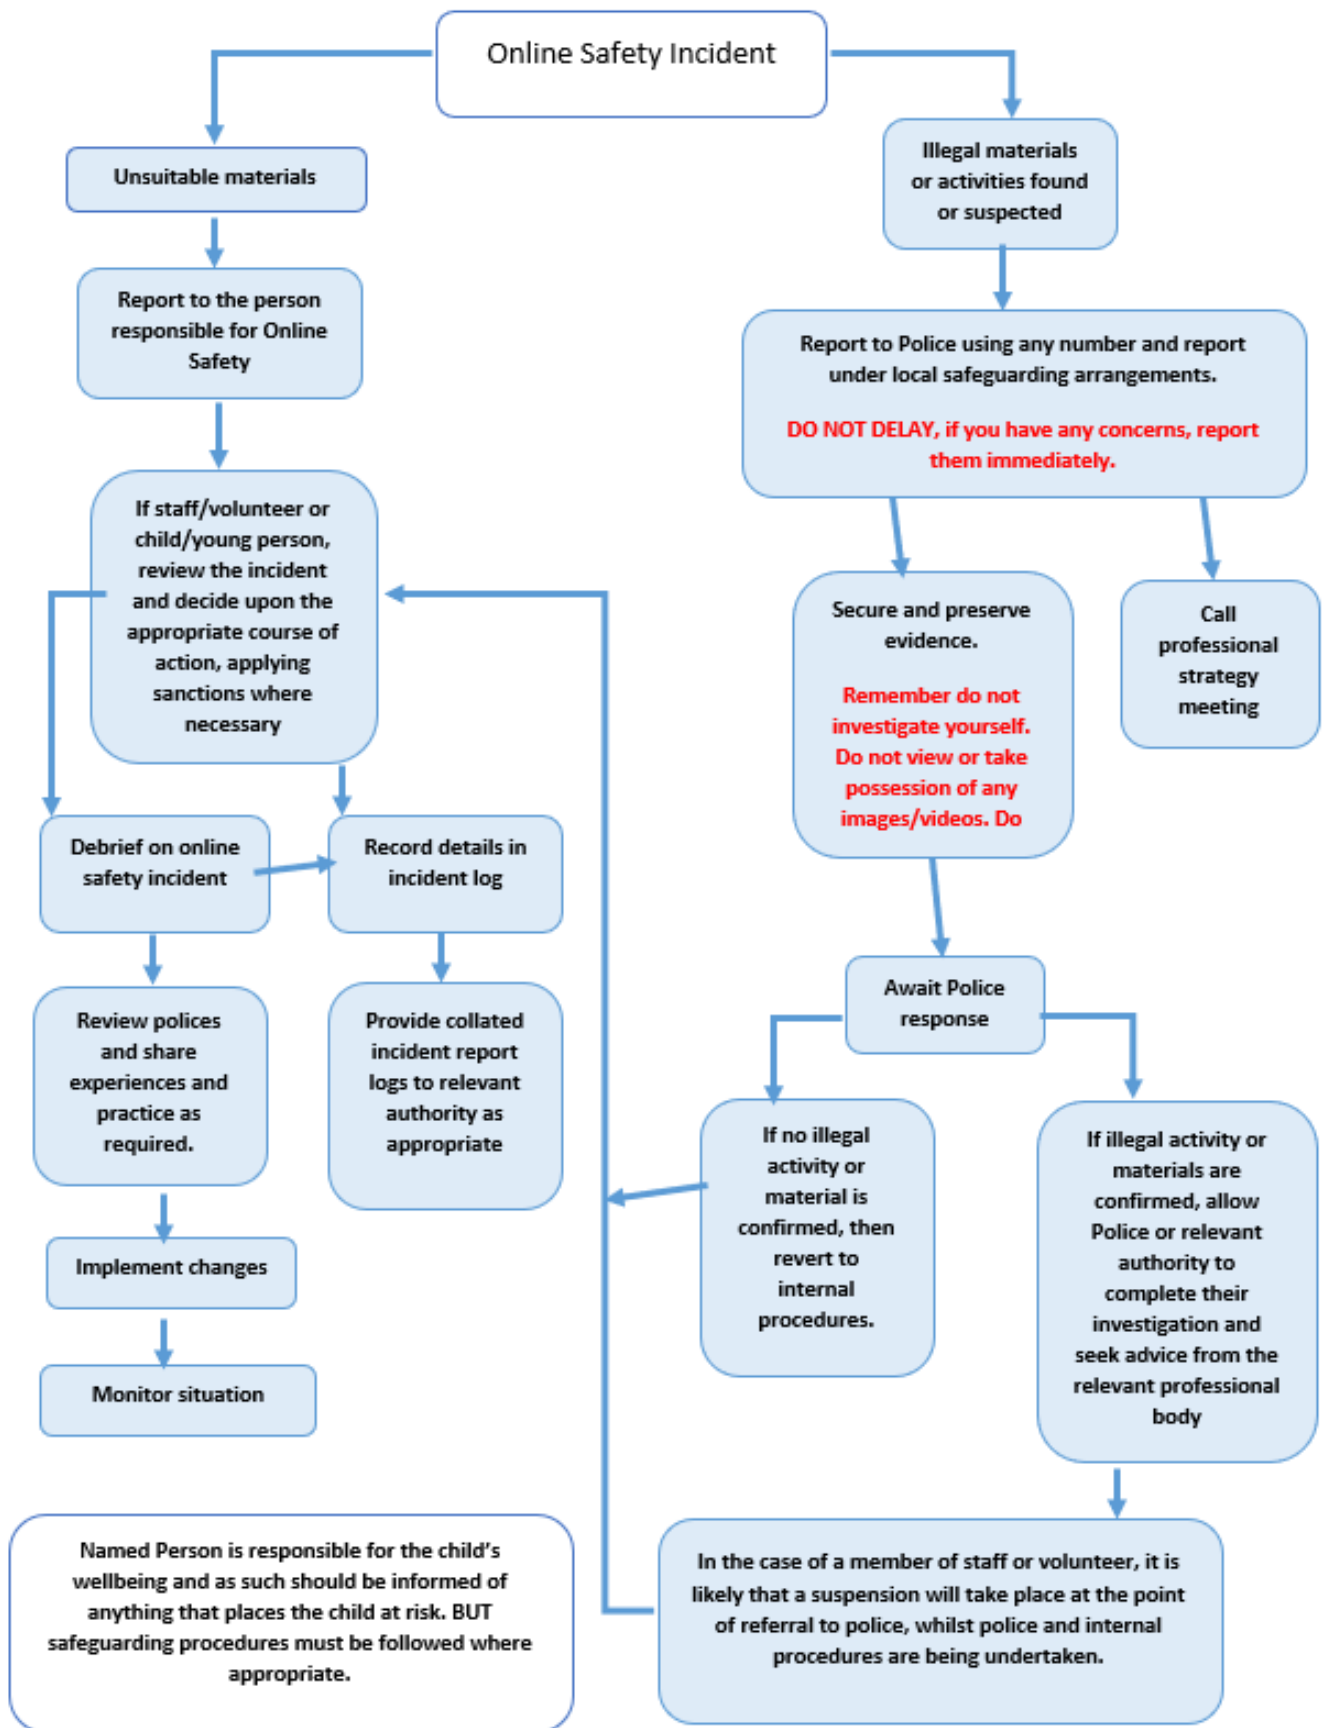 Online Safety Incident
Unsuitable materials
Illegal materials
or activities found
or suspected
Report to the person
responsible for Online
Safety
Report to Police using any number and report
under local safeguarding arrangements.
DO NOT DELAY, if you have any concerns, report
them immediately.
If staff/volunteer or
child/young person,
review the incident
and decide upon the
appropriate course of
action, applying
sanctions where
necessary
Secure and preserve
evidence.
Remember do not
investigate yourself.
Do not view or take
possession of any
images/videos. Do
Call
professional
strategy
meeting
Debrief on online
safety incident
Record details in
incident log
Await Police
response
Review polices
and share
experiences and
practice as
required.
Provide collated
incident report
logs to relevant
authority as
appropriate
If no illegal
activity or
material is
confirmed, then
revert to
internal
procedures.
If illegal activity or
materials are
confirmed, allow
Police or relevant
authority to
complete their
investigation and
seek advice from the
relevant professional
body
Implement changes
Monitor situation
Named Person is responsible for the child's
wellbeing and as such should be informed of
anything that places the child at risk. BUT
safeguarding procedures must be followed where
appropriate.
In the case of a member of staff or volunteer, it is
likely that a suspension will take place at the point
of referral to police, whilst police and internal
procedures are being undertaken.